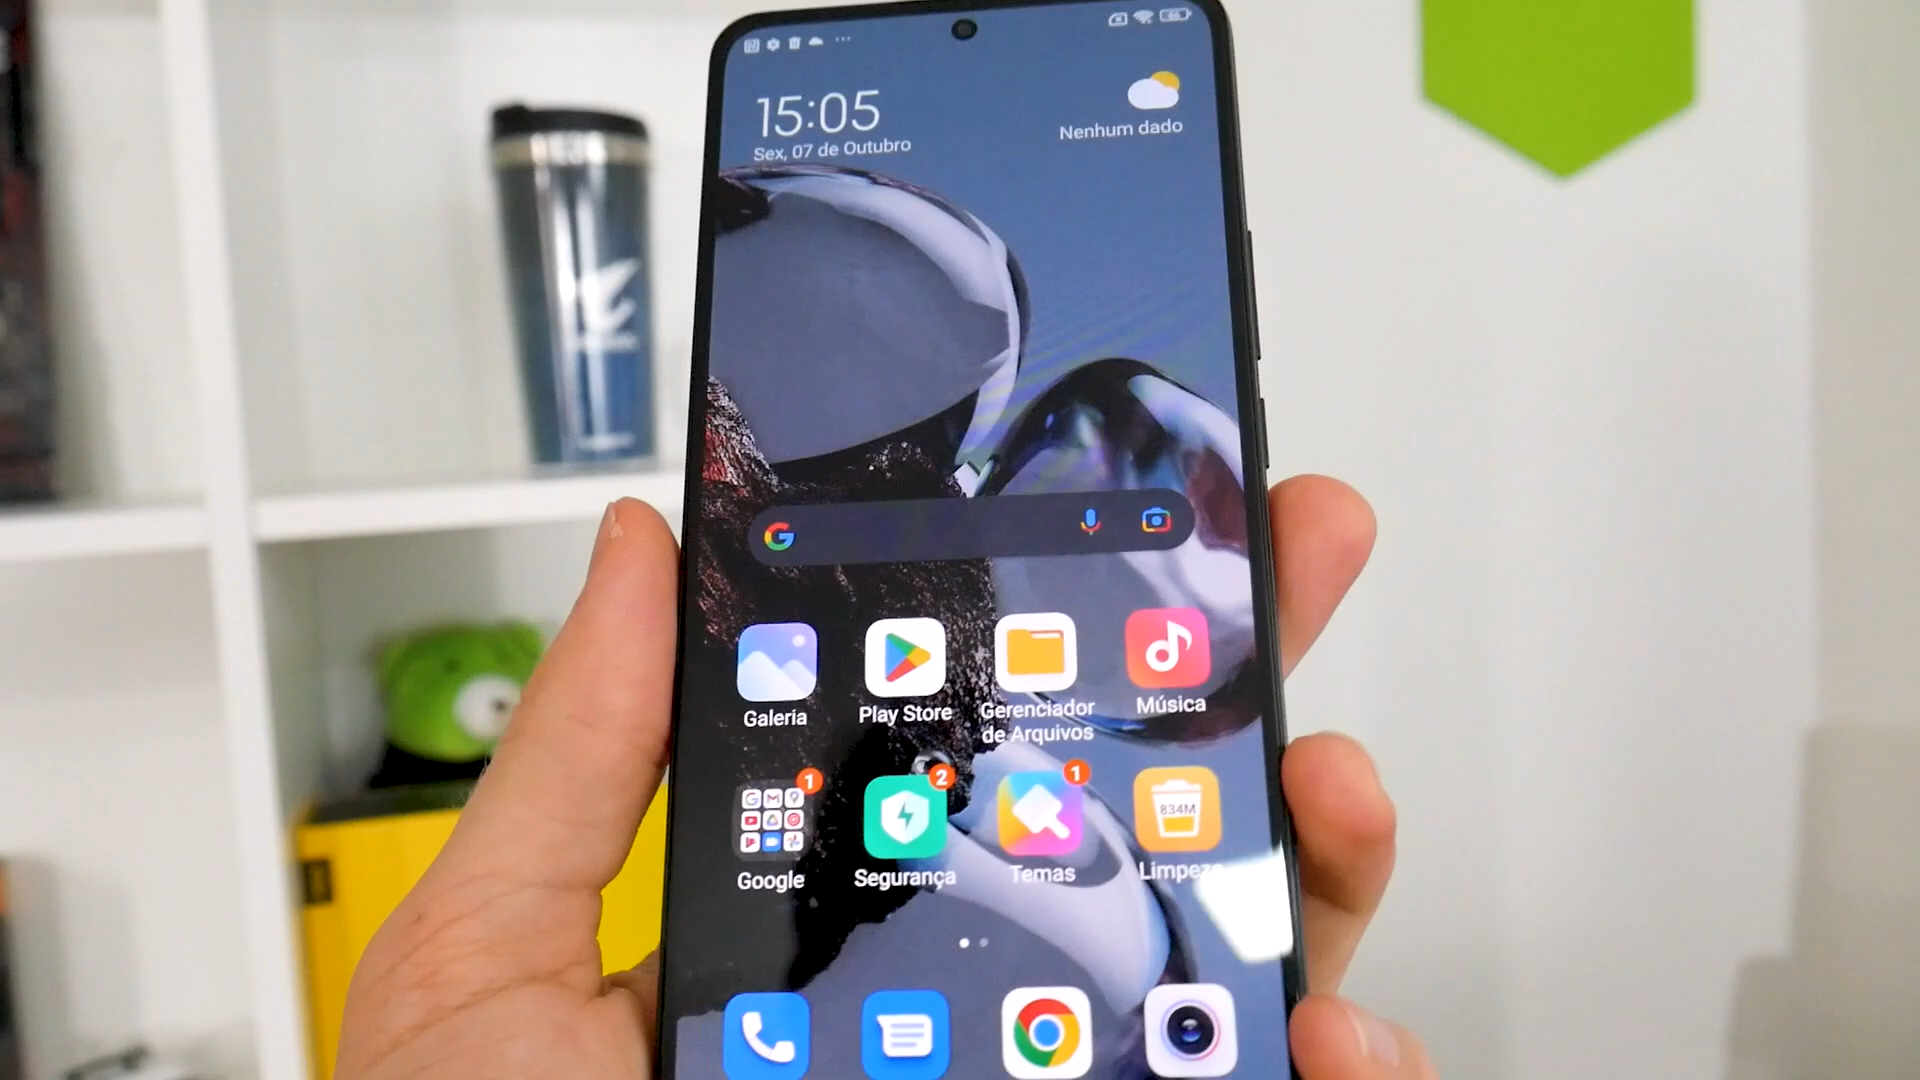 15:05
Sex, 07 de Outubro
Nenhum dado
Galeria
Play Store
Gerenciador
de Arquivos
Música
1
2
1
834M
Google
Segurança
Temas
Limpeza